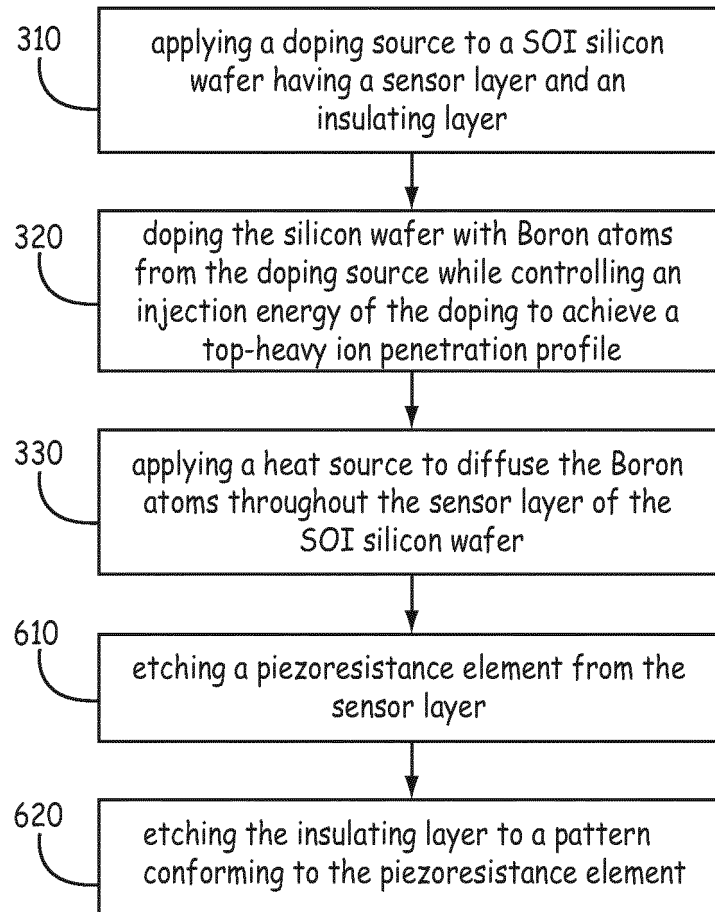 310
applying a doping source to a SOI silicon
wafer having a sensor layer and an
insulating layer
320
doping the silicon wafer with Boron atoms
from the doping source while controlling an
injection energy of the doping to achieve a
top-heavy ion penetration profile
330
applying a heat source to diffuse the Boron
atoms throughout the sensor layer of the
SOI silicon wafer
610
etching a piezoresistance element from the
sensor layer
620
etching the insulating layer to a pattern
conforming to the piezoresistance element